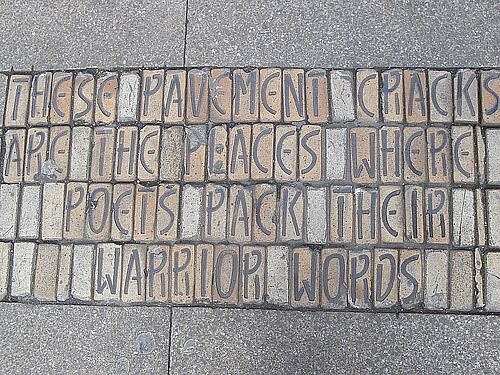 THESE PAVEMENT CRACKS
ARE THE PLACES WHERE
POETS PACK THEIR
WARRIOR WORDS